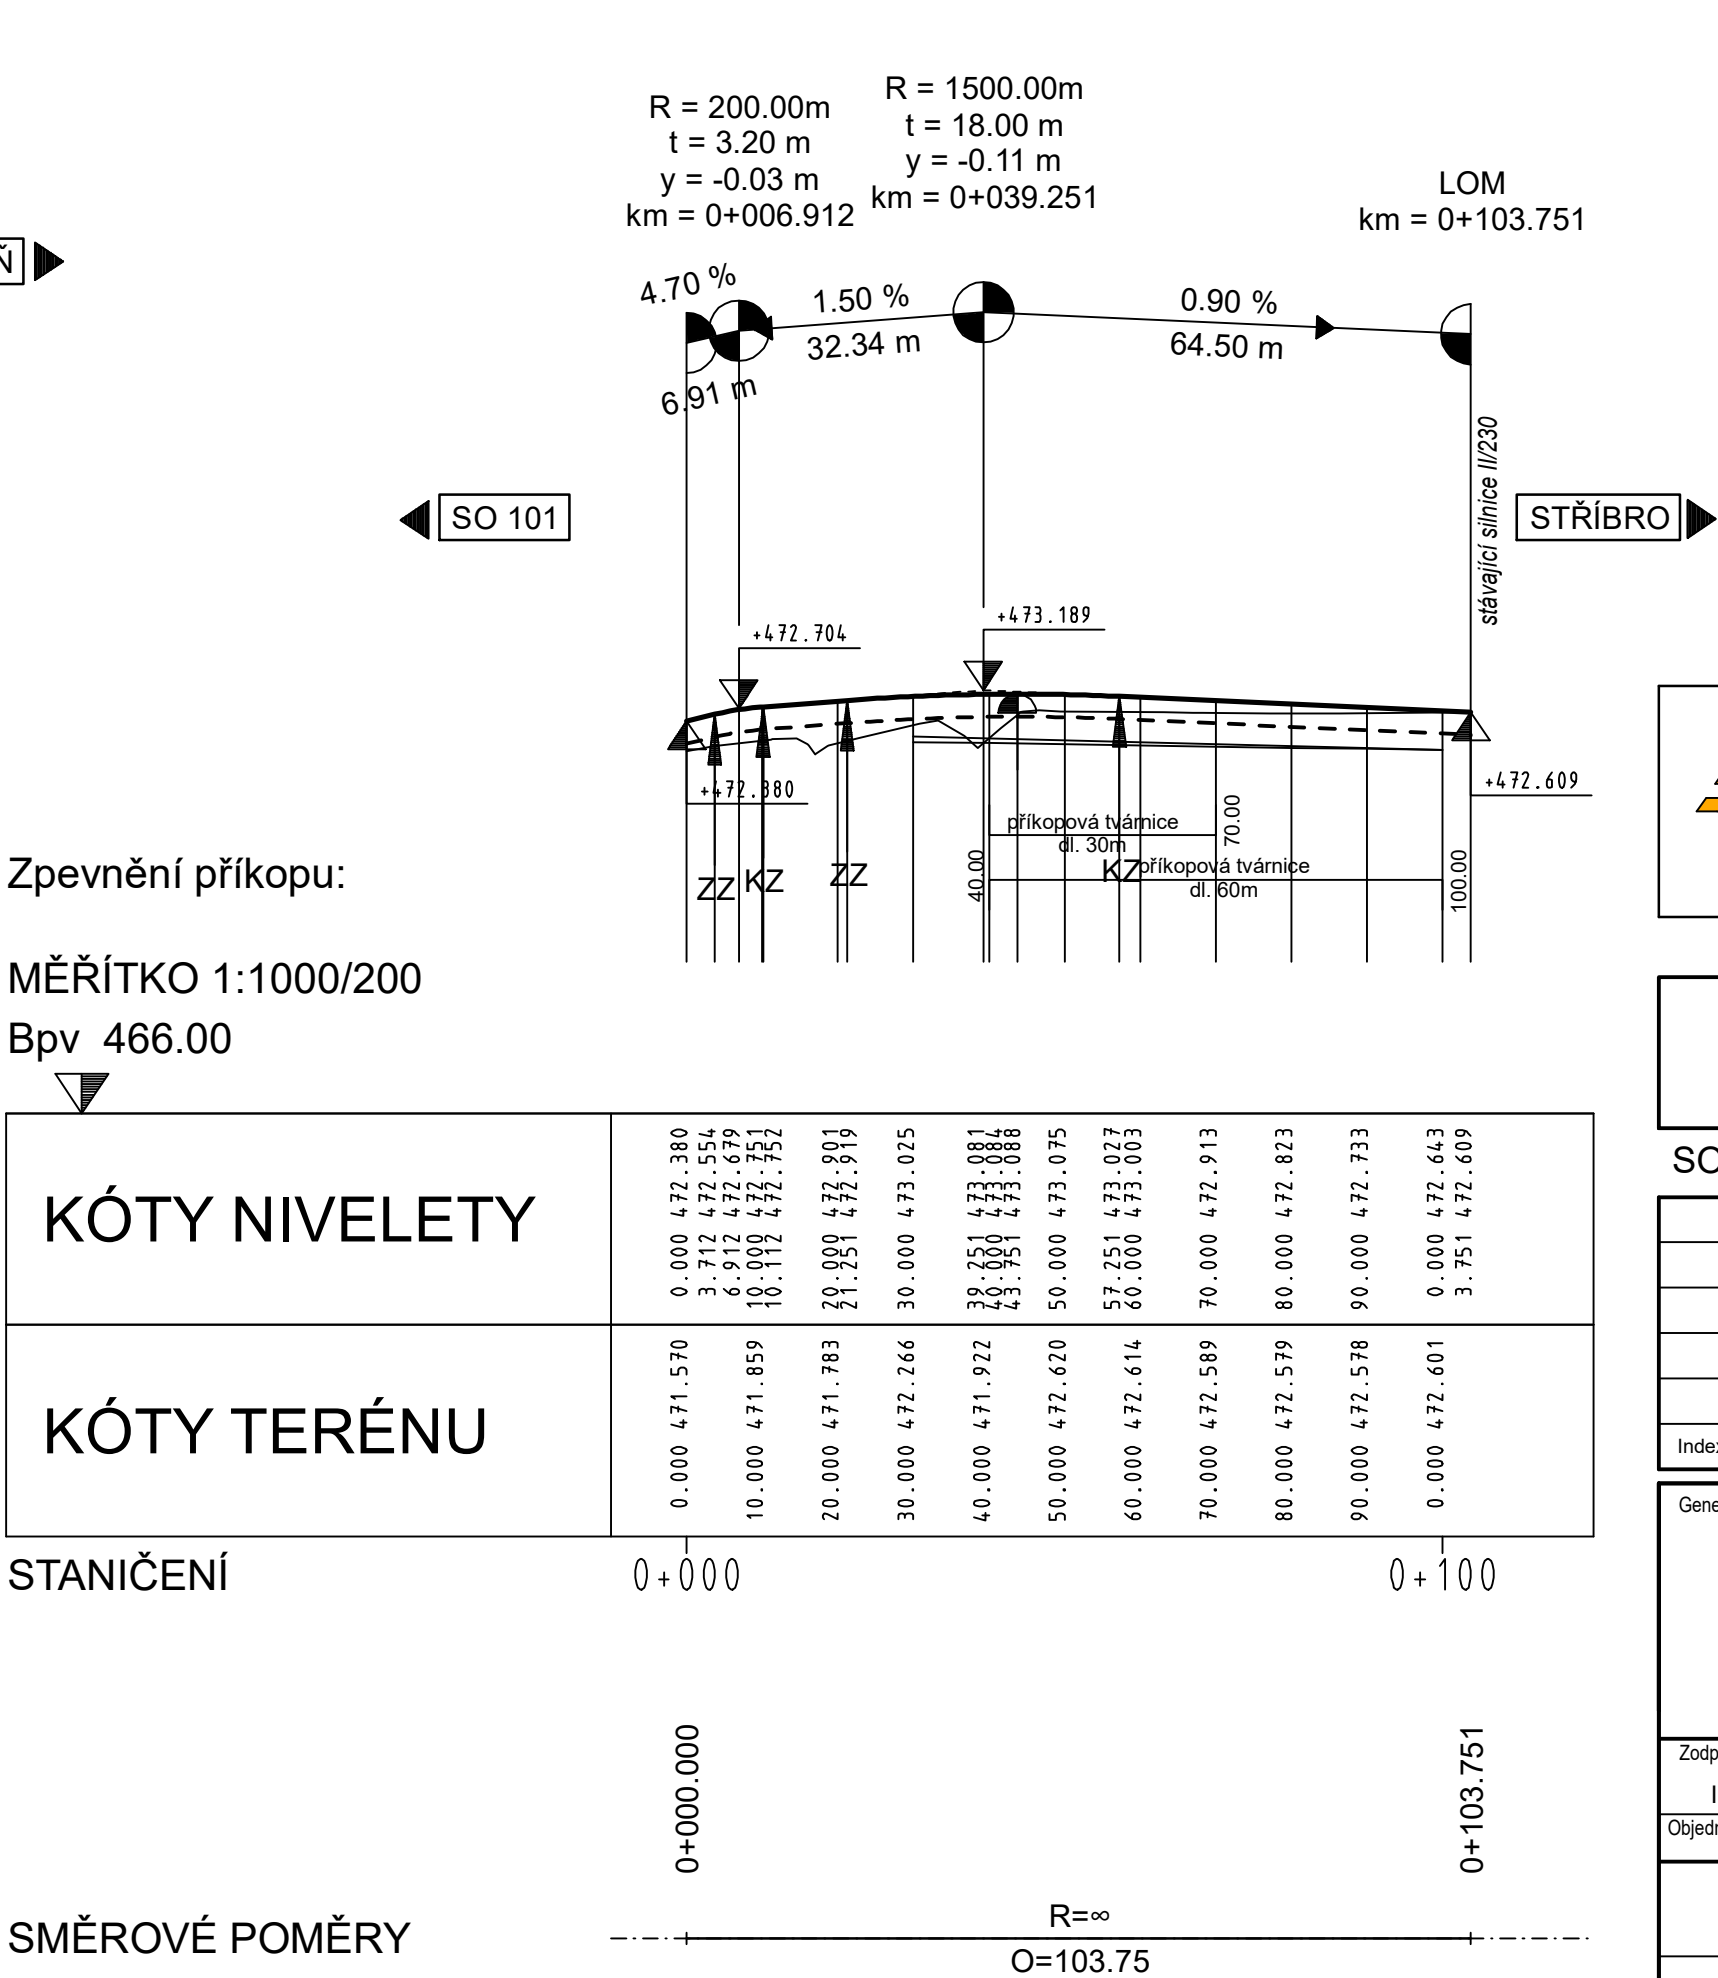 R = 200.00m
t = 3.20 m
y = -0.03 m
km = 0+006.912
R = 1500.00m
t = 18.00 m
y = -0.11 m
km = 0+039.251
LOM
km = 0+103.751
Ň
4.70 %
6.91 m
1.50 %
32.34 m
0.90 %
64.50 m
stávající silnice II/230
SO 101
STŘÍBRO
+472.704
+473.189
+472.380
+472.609
příkopová tvárnice
dl. 30m
70.00
příkopová tvárnice
dl. 60m
40.00
100.00
ZZ
KZ
ZZ
KZ
Zpevnění příkopu:
MĚŘÍTKO 1:1000/200
Bpv 466.00
KÓTY NIVELETY
0.000 472.380
3.712 472.554
6.912 472.679
10.000 472.751
10.112 472.752
20.000 472.901
21.251 472.919
30.000 473.025
39.251 473.081
40.000 473.084
43.751 473.088
50.000 473.075
57.251 473.027
60.000 473.003
70.000 472.913
80.000 472.823
90.000 472.733
0.000 472.643
3.751 472.609
KÓTY TERÉNU
0.000 471.570
10.000 471.859
20.000 471.783
30.000 472.266
40.000 471.922
50.000 472.620
60.000 472.614
70.000 472.589
80.000 472.579
90.000 472.578
0.000 472.601
STANIČENÍ
0+000
0+100
0+000.000
0+103.751
SMĚROVÉ POMĚRY
R=∞
O=103.75
SO
Inde
Gene
Zodp
I
Objed